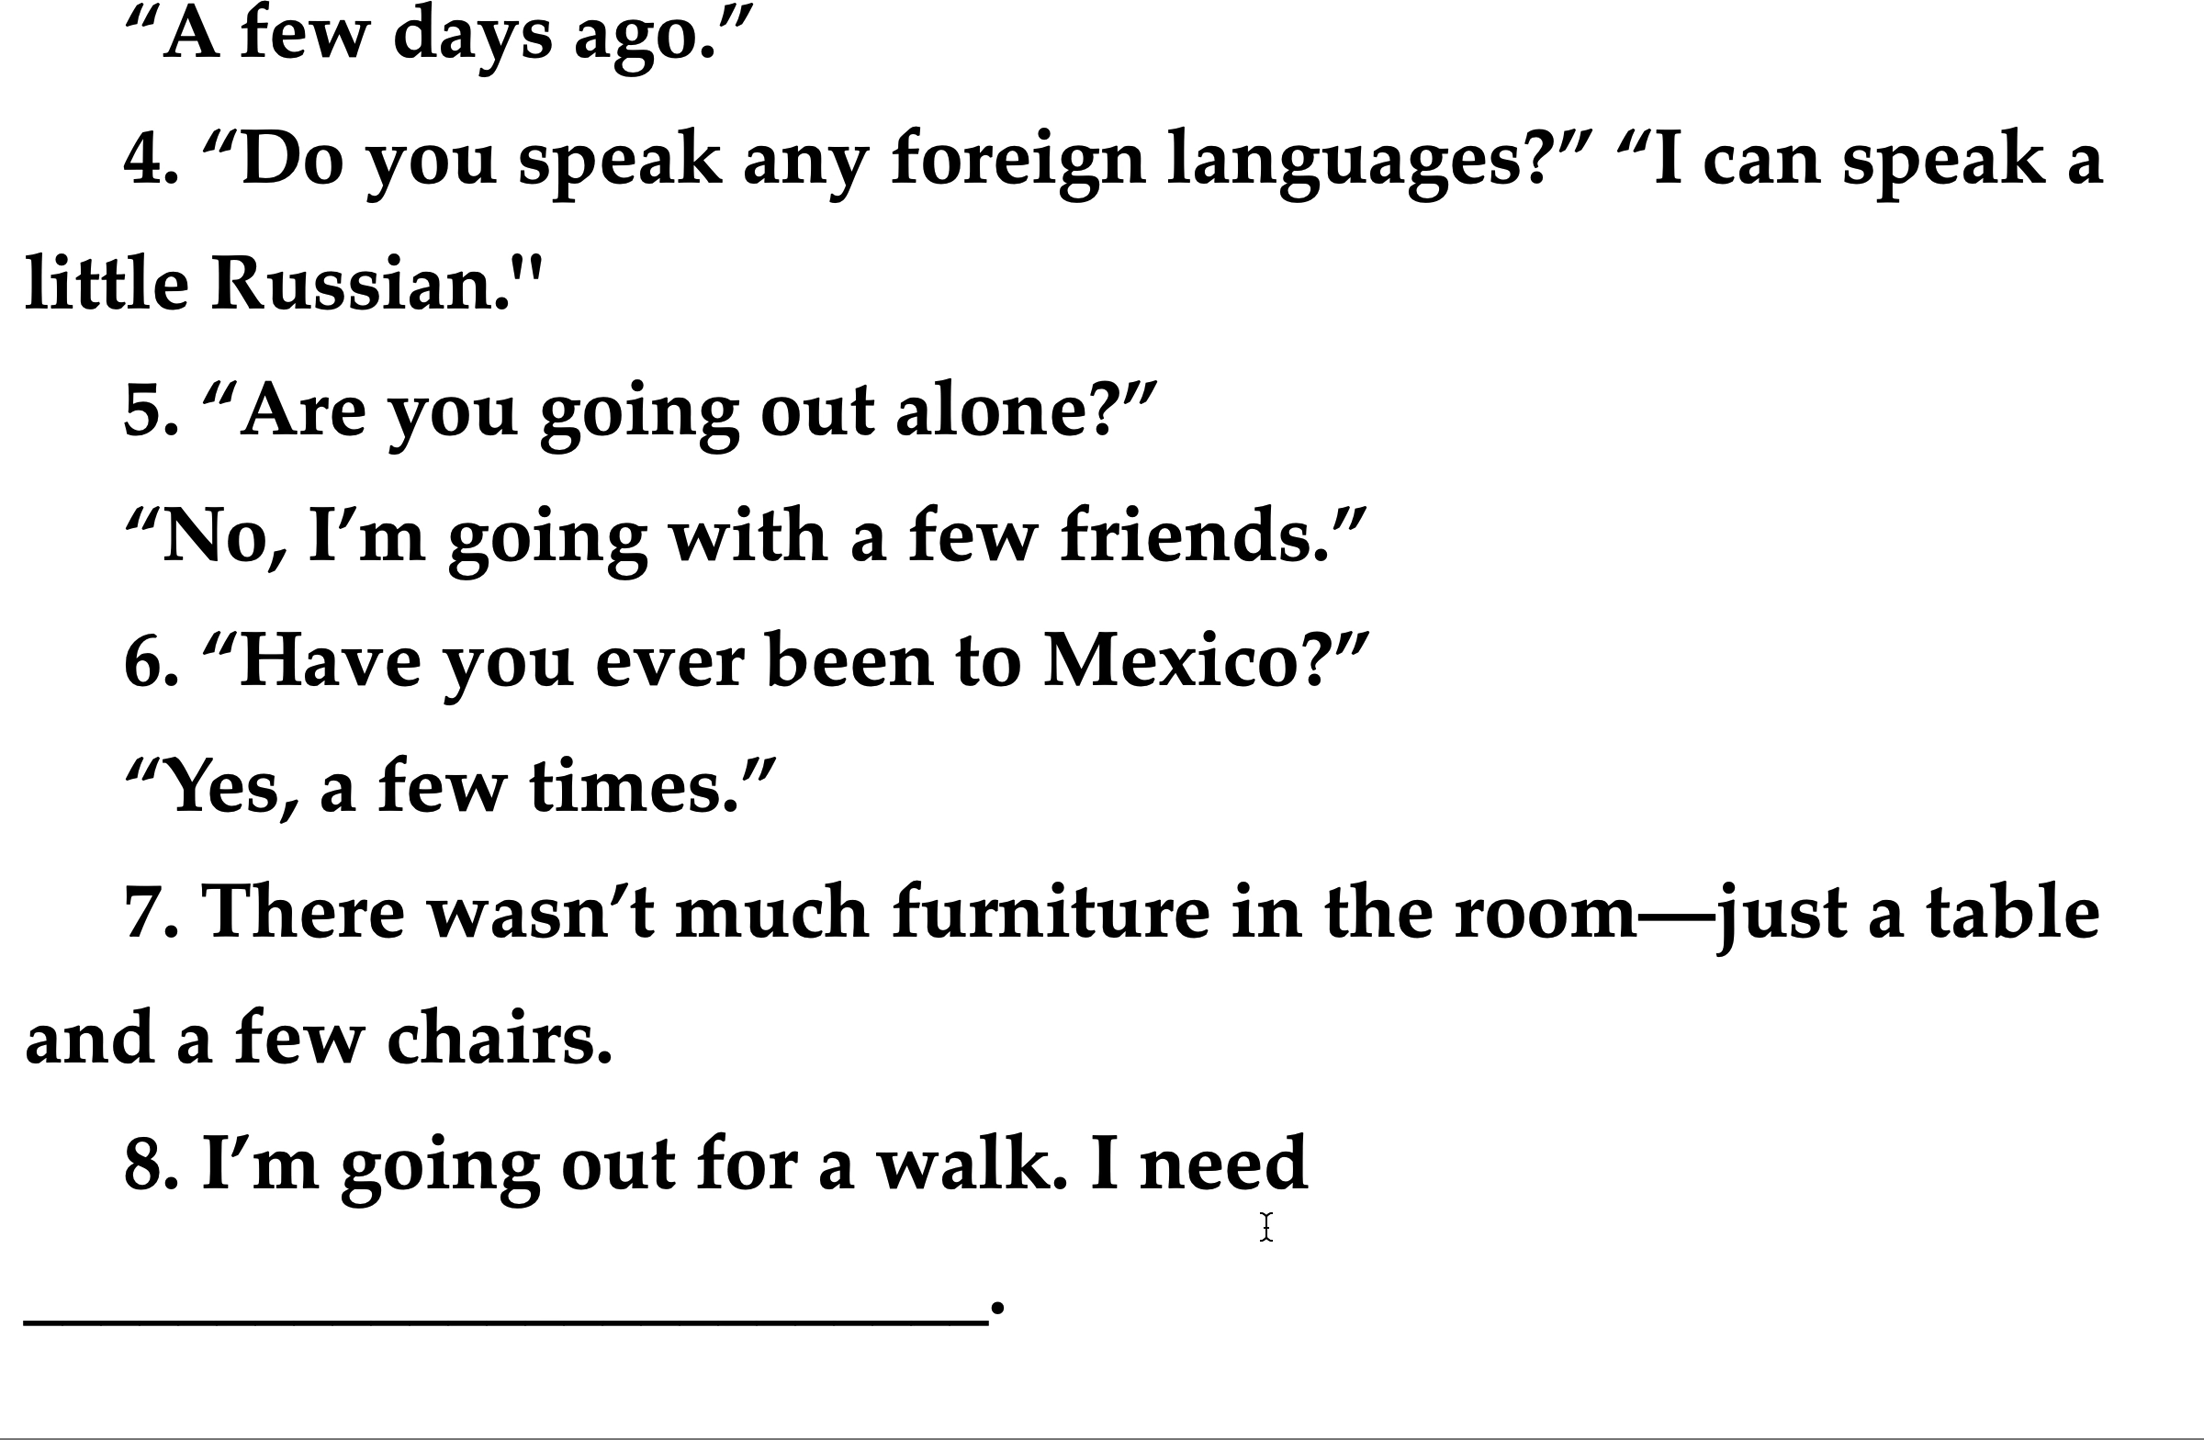 “A few days ago.”
4. “Do you speak any foreign languages?” “I can speak a
little Russian."
5. “Are you going out alone?”
“No, I’m going with a few friends.”
6. “Have you ever been to Mexico?”
“Yes, a few times.”
7. There wasn’t much furniture in the room—just a table
and a few chairs.
8. I’m going out for a walk. I need
_________________________.